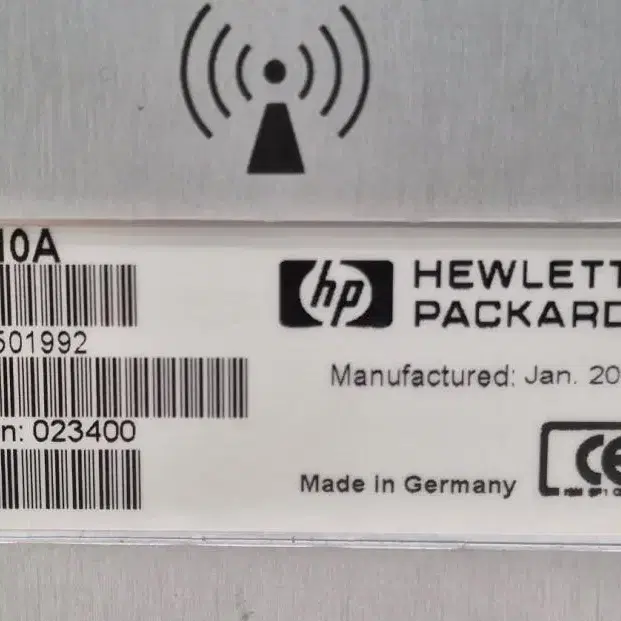 10A
501992
n: 023400
hp HEWLETT
PACKARD
Manufactured: Jan. 20
Made in Germany
CE